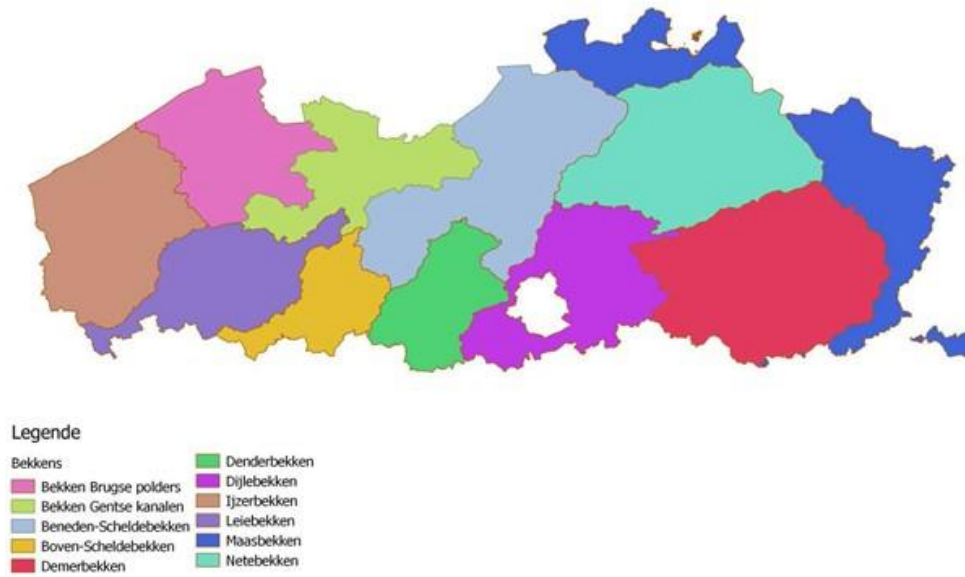 Legende
Bekkens
Bekken Brugse polders
Bekken Gentse kanalen
Beneden-Scheldebekken
Boven-Scheldebekken
Demerbekken
Denderbekken
Dijlebekken
Ijzerbekken
Leiebekken
Maasbekken
Netebekken